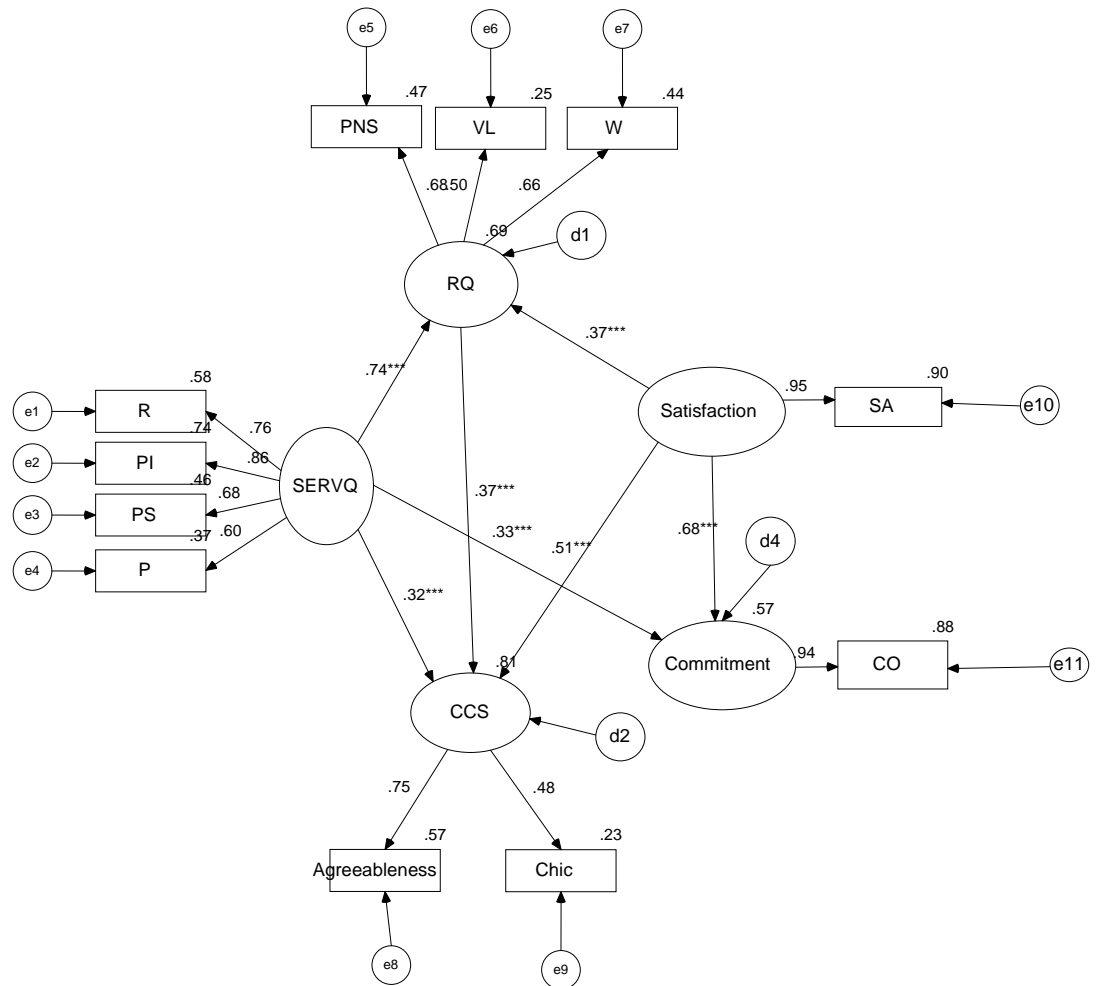 e5
e6
e7
.47
.25
.44
PNS
VL
W
.68
.50
.66
.69
d1
RQ
.37***
.74***
.58
.95
.90
e1
R
Satisfaction
SA
e10
.76
.74
e2
PI
.86
SERVQ
.46
.68
.37***
e3
PS
.33***
.51***
.68***
d4
.37
.60
e4
P
.32***
.57
.88
.81
Commitment
.94
CO
e11
CCS
d2
.75
.48
.57
.23
Agreeableness
Chic
e8
e9